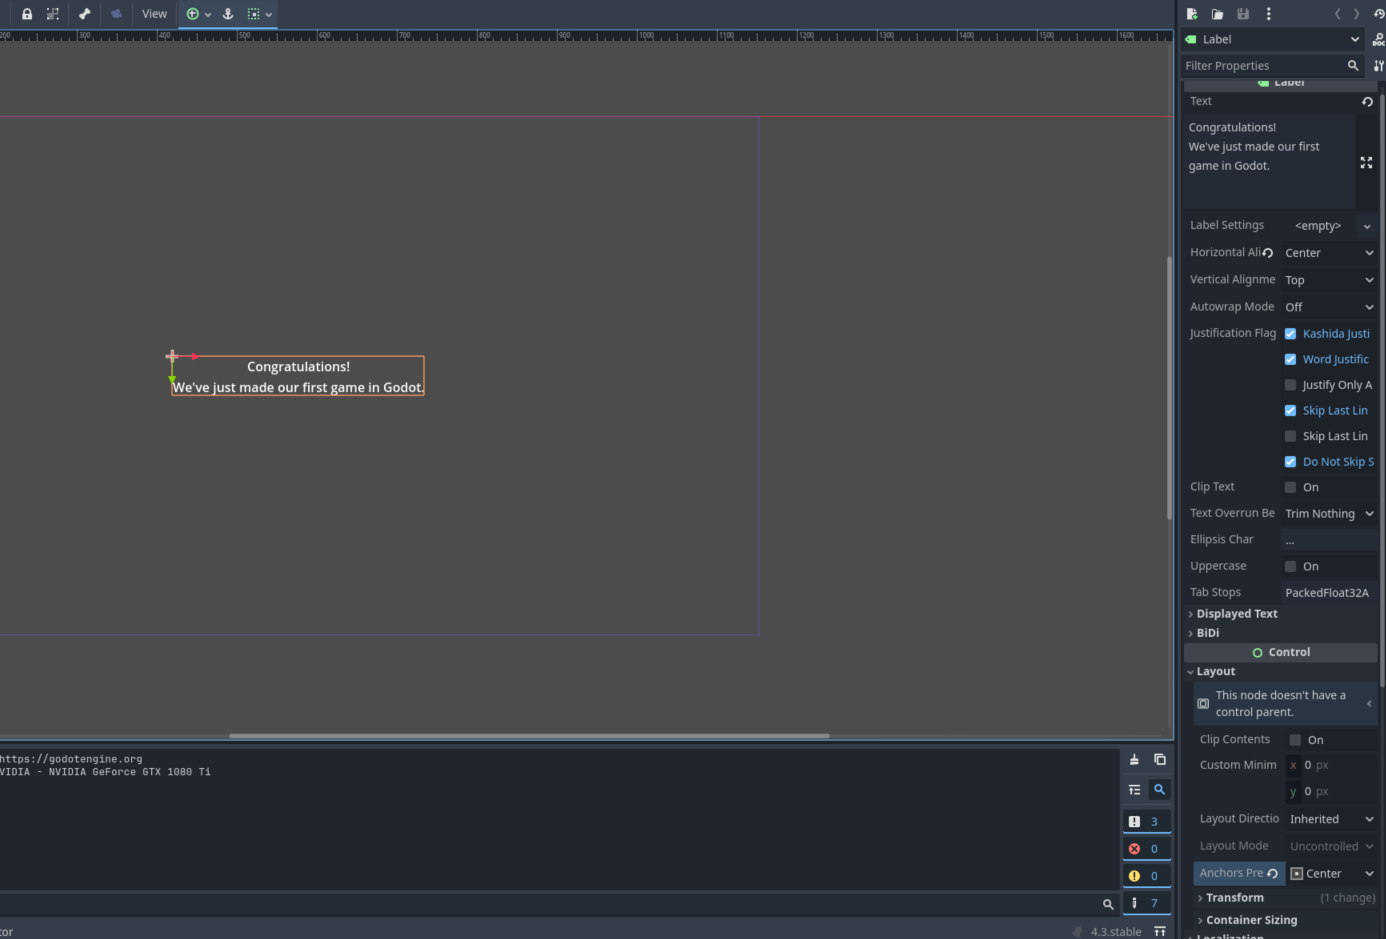 View
Label
200 300 400 500 600 700 800 900 1000 1100 1200 1300 1400 1500 1600
Filter Properties
Label
Text
Congratulations!
We've just made our first
game in Godot.
Label Settings <empty>
Horizontal Ali Center
Vertical Alignme Top
Autowrap Mode Off
Justification Flag Kashida Justi
Word Justific
Justify Only A
Skip Last Lin
Skip Last Lin
Do Not Skip S
Clip Text On
Text Overrun Be Trim Nothing
Ellipsis Char ...
Uppercase On
Tab Stops PackedFloat32A
Displayed Text
BiDi
Control
Layout
This node doesn't have a
control parent.
Clip Contents On
Custom Minim x 0 px
y 0 px
Layout Directio Inherited
Layout Mode Uncontrolled
Anchors Pre Center
Transform (1 change)
Container Sizing
Localization
Congratulations!
We've just made our first game in Godot.
https://godotengine.org
VIDIA - NVIDIA GeForce GTX 1080 Ti
3
0
0
7
tor
4.3.stable